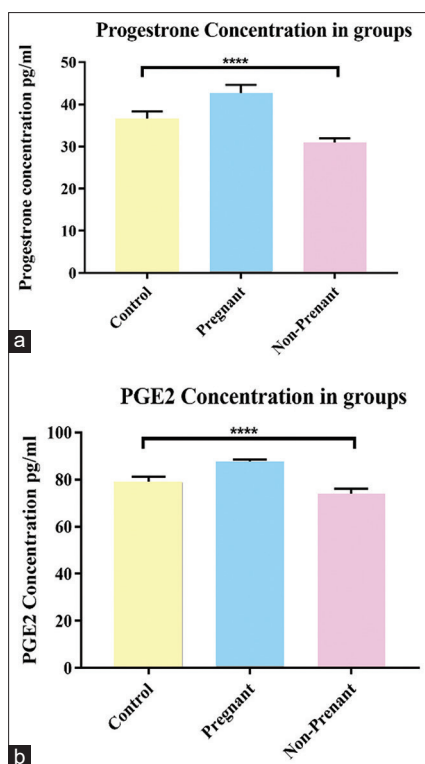 Progestrone Concentration in groups
****
Progestrone concentration pg/ml
50
40
30
20
10
0
Control
Pregnant
Non-Prenant
a
PGE2 Concentration in groups
****
PGE2 Concentration pg/ml
100
80
60
40
20
0
Control
Pregnant
Non-Prenant
b